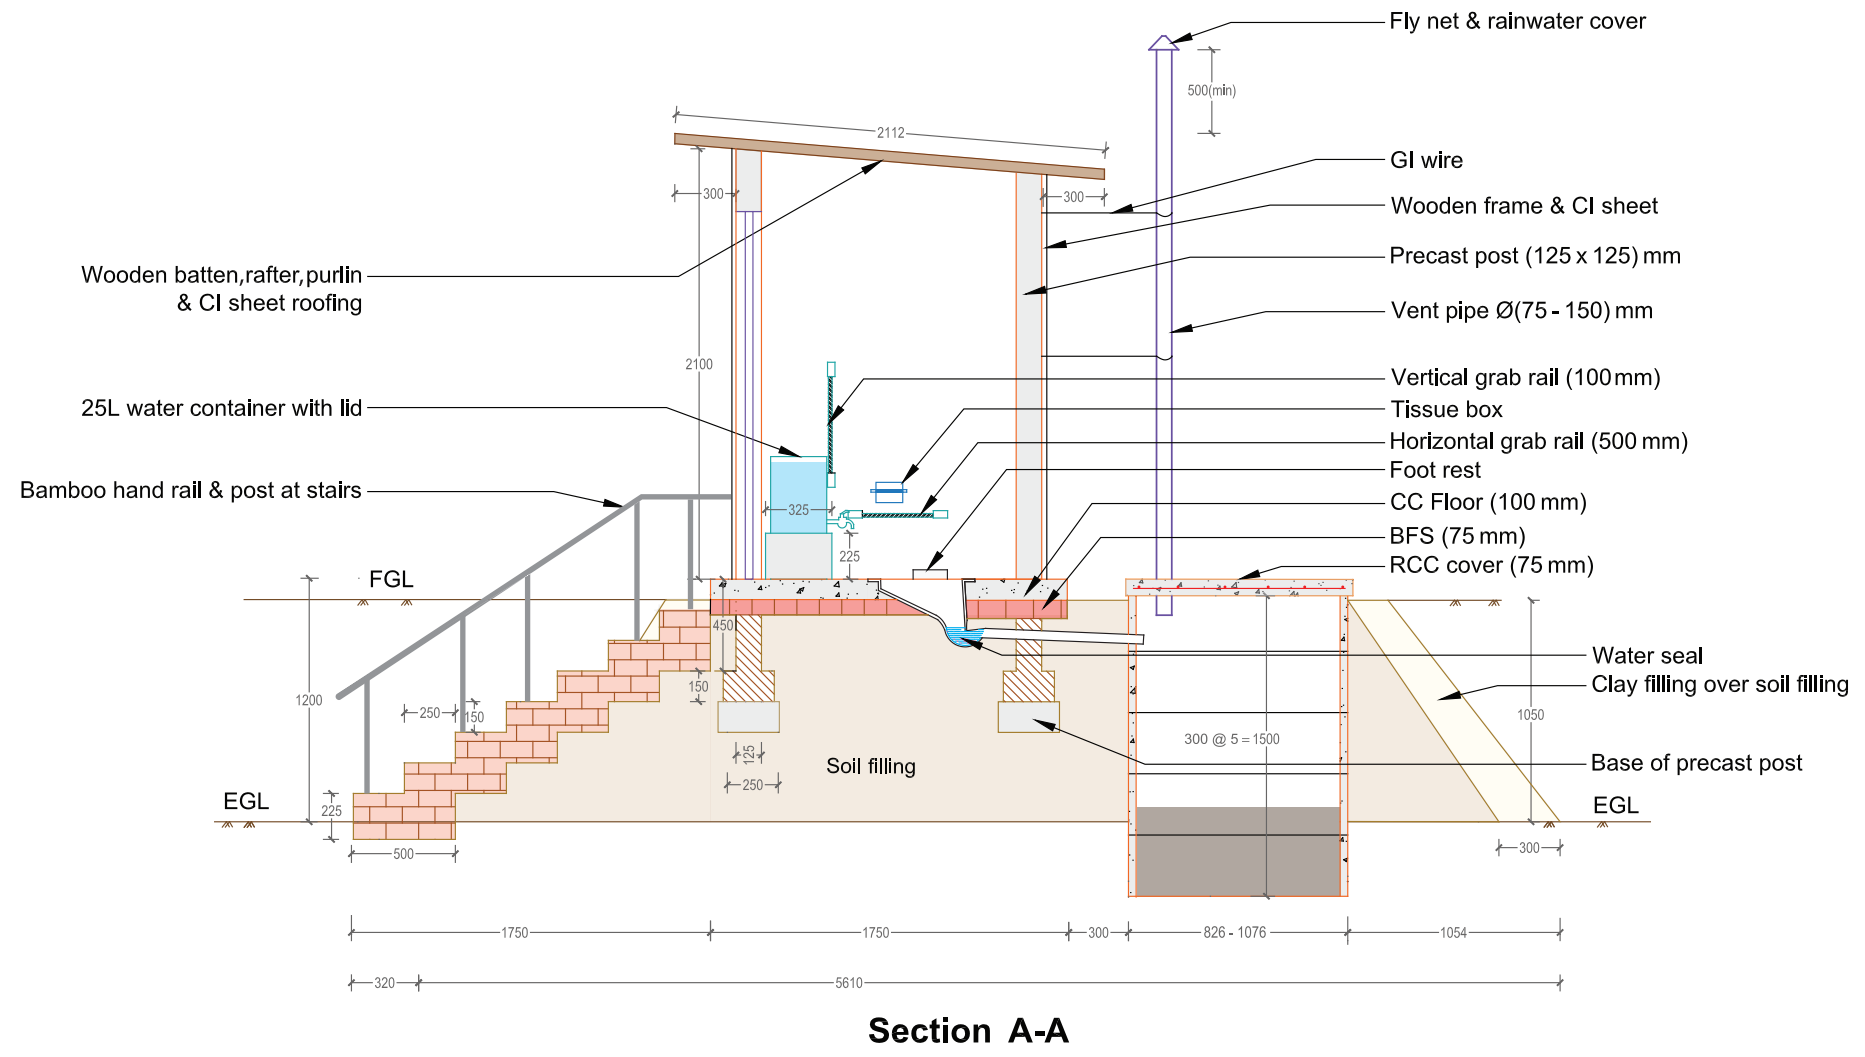 Fly net & rainwater cover
500(min)
2112
GI wire
300
300
Wooden frame & CI sheet
Precast post (125 x 125) mm
Wooden batten,rafter,purlin
& CI sheet roofing
Vent pipe Ø(75 - 150) mm
2100
Vertical grab rail (100 mm)
25L water container with lid
Tissue box
Horizontal grab rail (500 mm)
Foot rest
Bamboo hand rail & post at stairs
325
CC Floor (100 mm)
BFS (75 mm)
225
RCC cover (75 mm)
FGL
450
Water seal
150
Clay filling over soil filling
1200
250
150
1050
300 @ 5 = 1500
125
Soil filling
Base of precast post
250
EGL
225
EGL
500
300
1750
1750
300
826 - 1076
1054
320
5610
Section A-A